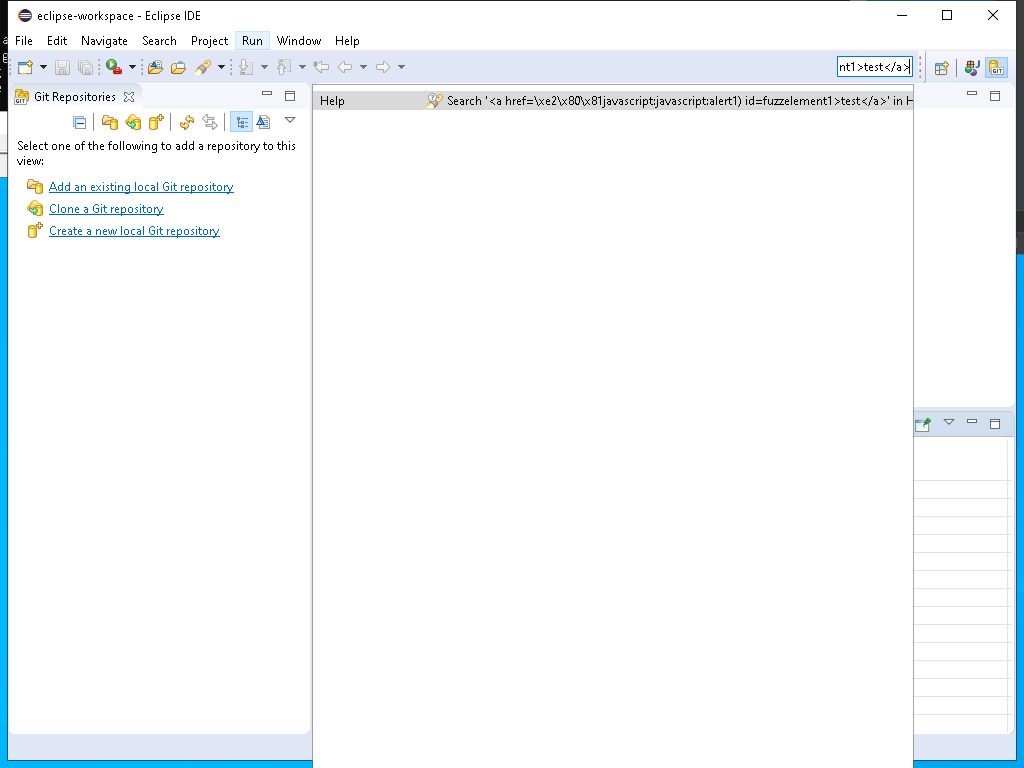 eclipse-workspace - Eclipse IDE
File Edit Navigate Search Project Run Window Help
nt1>test</a>
Git Repositories
Help Search '<a href=\xe2\x80\x81javascript:javascript:alert1) id=fuzzelement1>test</a>' in H
Select one of the following to add a repository to this
view:
Add an existing local Git repository
Clone a Git repository
Create a new local Git repository